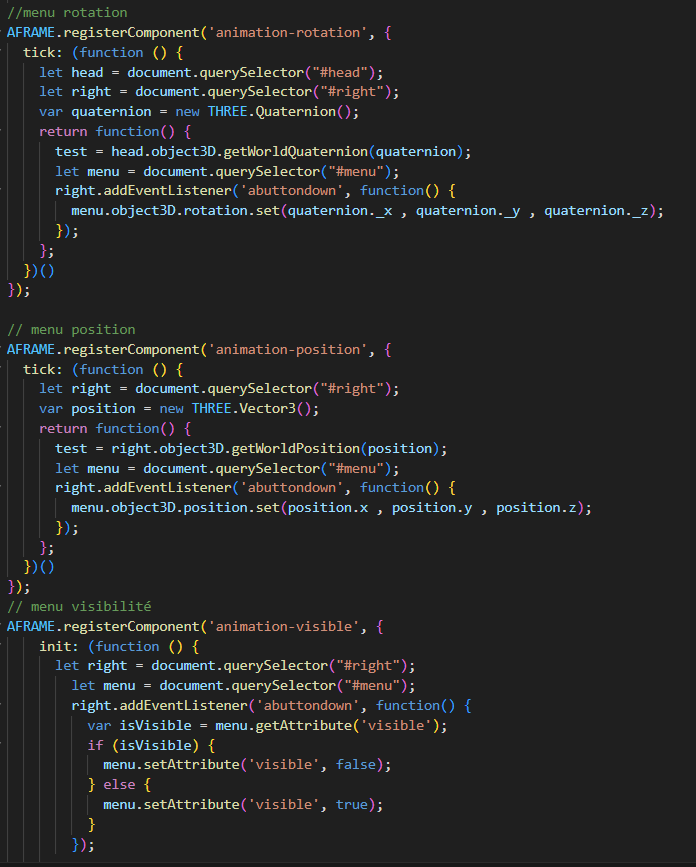 //menu rotation
AFRAME.registerComponent('animation-rotation', {
  tick: (function () {
    let head = document.querySelector("#head");
    let right = document.querySelector("#right");
    var quaternion = new THREE.Quaternion();
    return function() {
      test = head.object3D.getWorldQuaternion(quaternion);
      let menu = document.querySelector("#menu");
      right.addEventListener('abuttondown', function() {
        menu.object3D.rotation.set(quaternion._x , quaternion._y , quaternion._z);
      });
    };
  })()
});
// menu position
AFRAME.registerComponent('animation-position', {
  tick: (function () {
    let right = document.querySelector("#right");
    var position = new THREE.Vector3();
    return function() {
      test = right.object3D.getWorldPosition(position);
      let menu = document.querySelector("#menu");
      right.addEventListener('abuttondown', function() {
        menu.object3D.position.set(position.x , position.y , position.z);
      });
    };
  })()
});
// menu visibilité
AFRAME.registerComponent('animation-visible', {
    init: (function () {
      let right = document.querySelector("#right");
        let menu = document.querySelector("#menu");
        right.addEventListener('abuttondown', function() {
          var isVisible = menu.getAttribute('visible');
          if (isVisible) {
            menu.setAttribute('visible', false);
          } else {
            menu.setAttribute('visible', true);
          }
        });